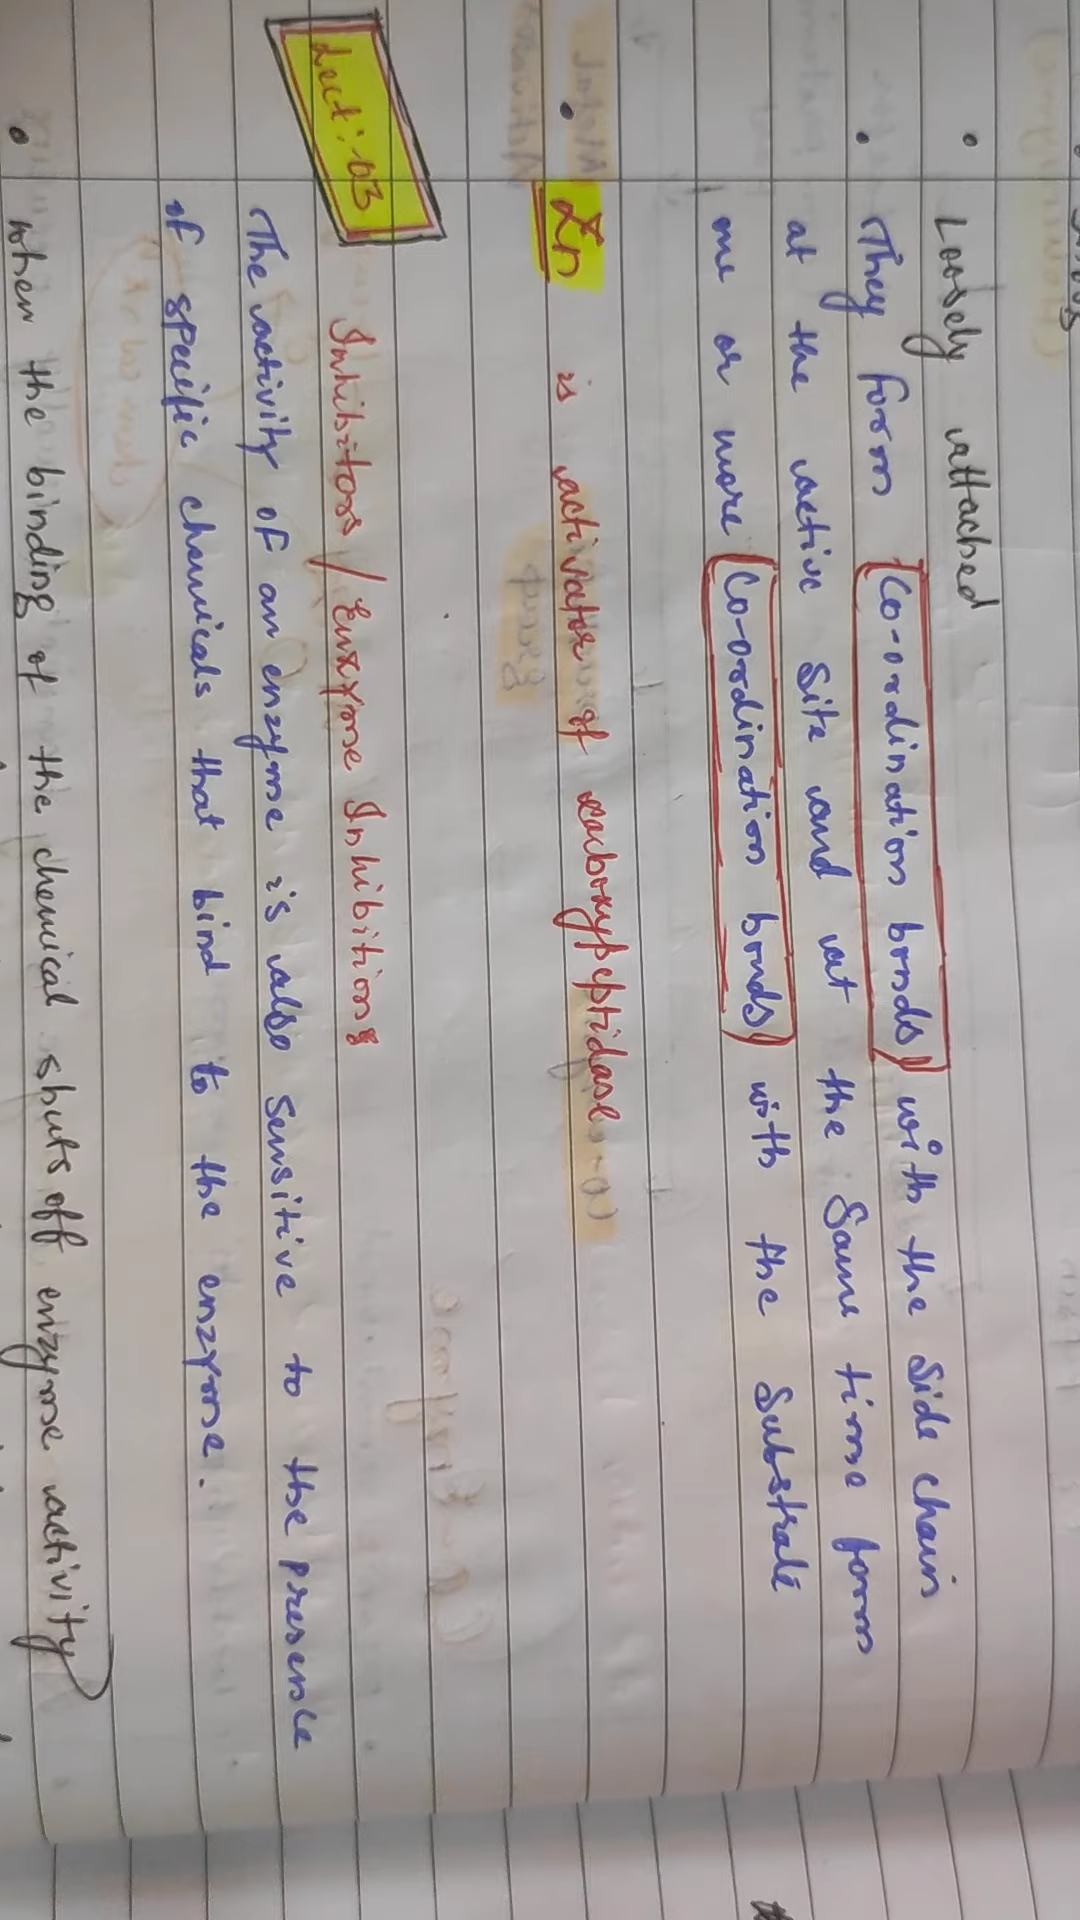 Loosely attached
They form (Co-ordination bonds) with the side chain
at the active site and at the same time form
one or more (Co-ordination bonds) with the substrate
Zn is activator of carboxypeptidase
Lect:-03
Inhibitors/Enzyme Inhibitions
The activity of an enzyme is also sensitive to the presence
of specific chemicals that bind to the enzyme.
when the binding of the chemical shuts off enzyme activity